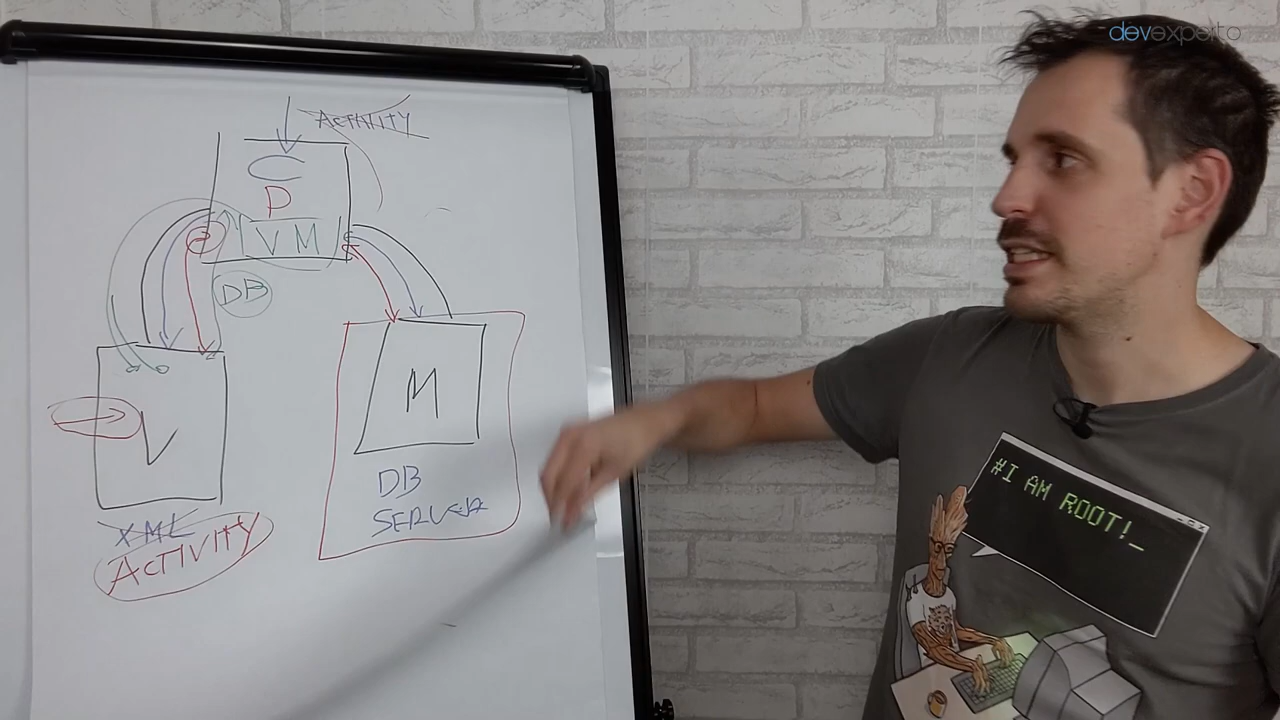 devexperto
ACTIVITY
C
P
VM
DB
V
M
XML
ACTIVITY
DB
SERVER
#I AM ROOT!_